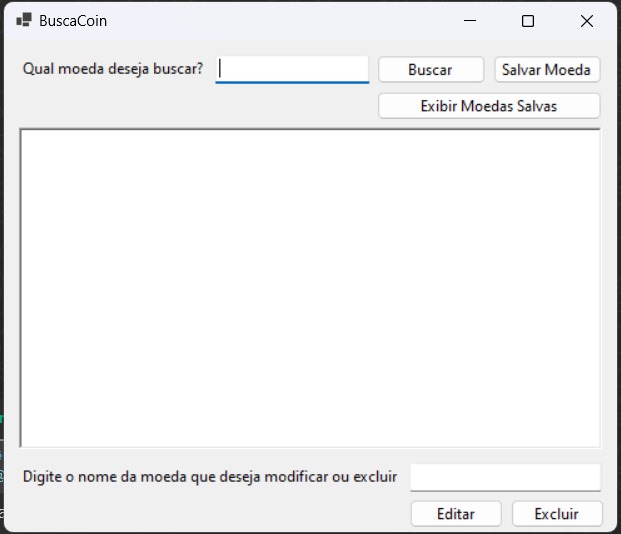 BuscaCoin
Qual moeda deseja buscar? Buscar Salvar Moeda
Exibir Moedas Salvas
Digite o nome da moeda que deseja modificar ou excluir
Editar Excluir